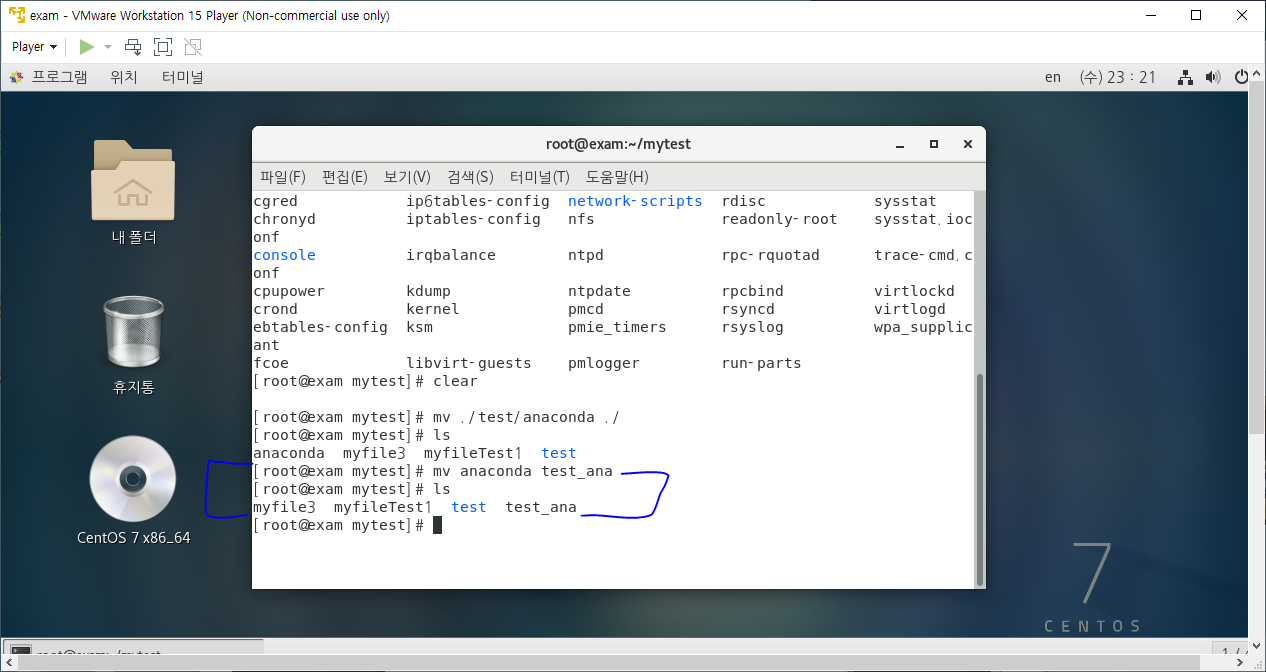 exam - VMware Workstation 15 Player (Non-commercial use only)
Player
프로그램 위치 터미널 en (수) 23 : 21
내 폴더
휴지통
CentOS 7 x86_64
root@exam:~/mytest
파일(F) 편집(E) 보기(V) 검색(S) 터미널(T) 도움말(H)
cgred ip6tables-config network-scripts rdisc sysstat
chronyd iptables-config nfs readonly-root sysstat.ioc
onf
console irqbalance ntpd rpc-rquotad trace-cmd.c
onf
cpupower kdump ntpdate rpcbind virtlockd
crond kernel pmcd rsyncd virtlogd
ebtables-config ksm pmie_timers rsyslog wpa_supplic
ant
fcoe libvirt-guests pmlogger run-parts
[root@exam mytest]# clear
[root@exam mytest]# mv ./test/anaconda ./
[root@exam mytest]# ls
anaconda myfile3 myfileTest1 test
[root@exam mytest]# mv anaconda test_ana
[root@exam mytest]# ls
myfile3 myfileTest1 test test_ana
[root@exam mytest]#
7
CENTOS
root@exam:~/mytest